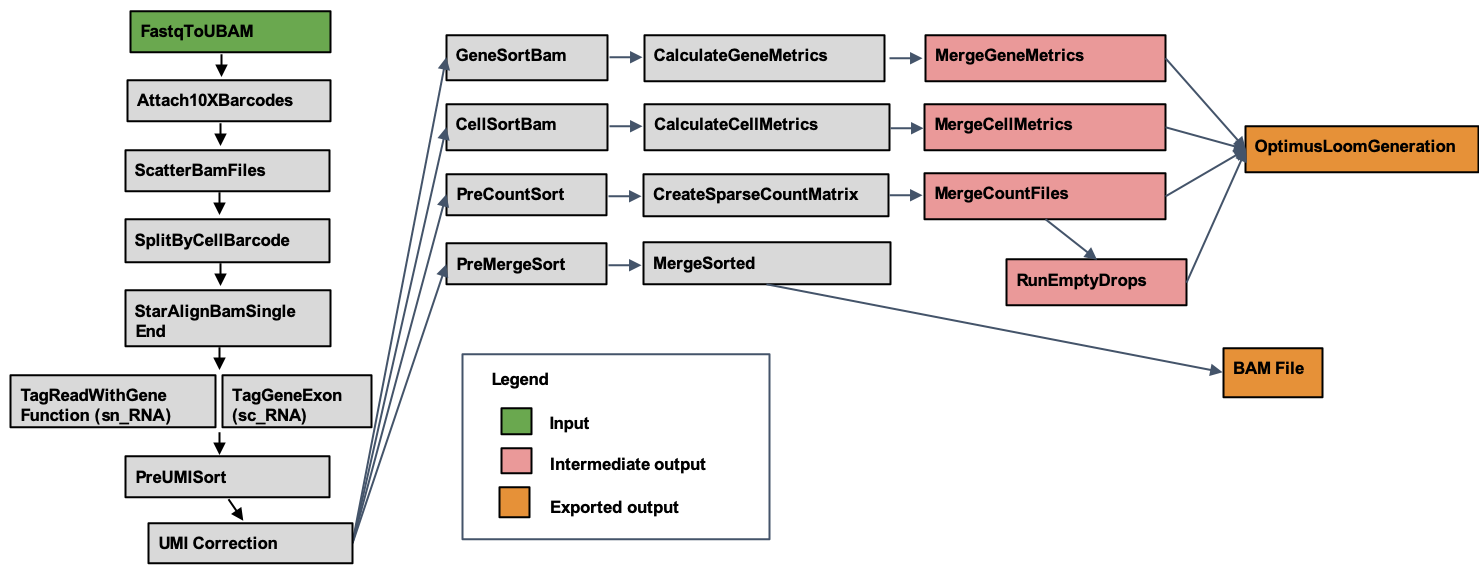 FastqToUBAM
Attach10XBarcodes
ScatterBamFiles
SplitByCellBarcode
StarAlignBamSingle
End
TagReadWithGene
Function (sn_RNA)
TagGeneExon
(sc_RNA)
PreUMISort
UMI Correction
GeneSortBam
CalculateGeneMetrics
MergeGeneMetrics
CellSortBam
CalculateCellMetrics
MergeCellMetrics
OptimusLoomGeneration
PreCountSort
CreateSparseCountMatrix
MergeCountFiles
PreMergeSort
MergeSorted
RunEmptyDrops
BAM File
Legend
Input
Intermediate output
Exported output